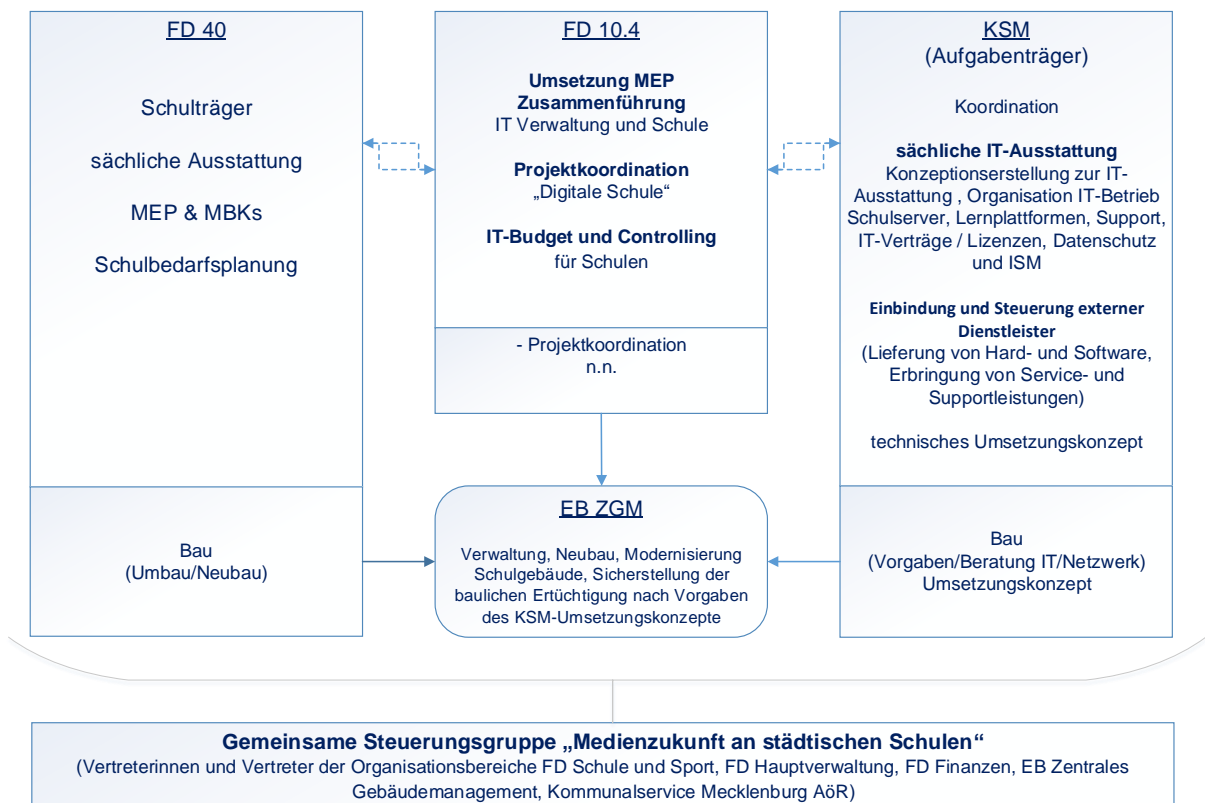 FD 40
Schulträger
sächliche Ausstattung
MEP & MBKs
Schulbedarfsplanung
Bau
(Umbau/Neubau)
FD 10.4
Umsetzung MEP
Zusammenführung
IT Verwaltung und Schule
Projektkoordination
„Digitale Schule“
IT-Budget und Controlling
für Schulen
- Projektkoordination
n.n.
EB ZGM
Verwaltung, Neubau, Modernisierung
Schulgebäude, Sicherstellung der
baulichen Ertüchtigung nach Vorgaben
des KSM-Umsetzungskonzepte
KSM
(Aufgabenträger)
Koordination
sächliche IT-Ausstattung
Konzeptionserstellung zur IT-
Ausstattung , Organisation IT-Betrieb
Schulserver, Lernplattformen, Support,
IT-Verträge / Lizenzen, Datenschutz
und ISM
Einbindung und Steuerung externer
Dienstleister
(Lieferung von Hard- und Software,
Erbringung von Service- und
Supportleistungen)
technisches Umsetzungskonzept
Bau
(Vorgaben/Beratung IT/Netzwerk)
Umsetzungskonzept
Gemeinsame Steuerungsgruppe „Medienzukunft an städtischen Schulen“
(Vertreterinnen und Vertreter der Organisationsbereiche FD Schule und Sport, FD Hauptverwaltung, FD Finanzen, EB Zentrales
Gebäudemanagement, Kommunalservice Mecklenburg AöR)